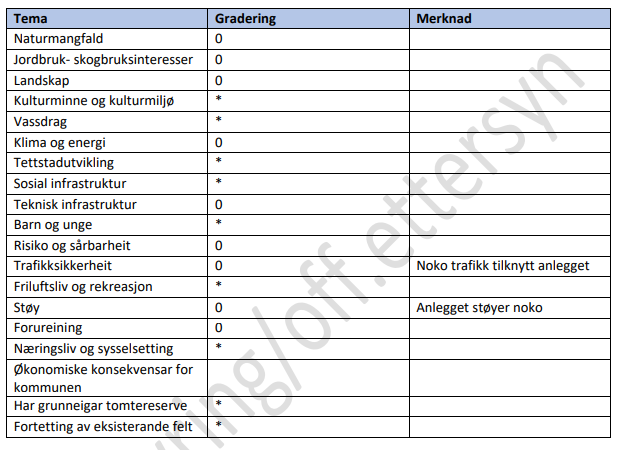 Tema Gradering Merknad
Naturmangfald 0
Jordbruk- skogbruksinteresser 0
Landskap 0
Kulturminne og kulturmiljø *
Vassdrag *
Klima og energi 0
Tettstadutvikling *
Sosial infrastruktur *
Teknisk infrastruktur 0
Barn og unge *
Risiko og sårbarheit 0
Trafikksikkerheit 0 Noko trafikk tilknytt anlegget
Friluftsliv og rekreasjon *
Støy 0 Anlegget støyer noko
Forureining 0
Næringsliv og sysselsetting *
Økonomiske konsekvensar for
kommunen
Har grunneigar tomtereserve *
Fortetting av eksisterande felt *
ring/off.ettersyn